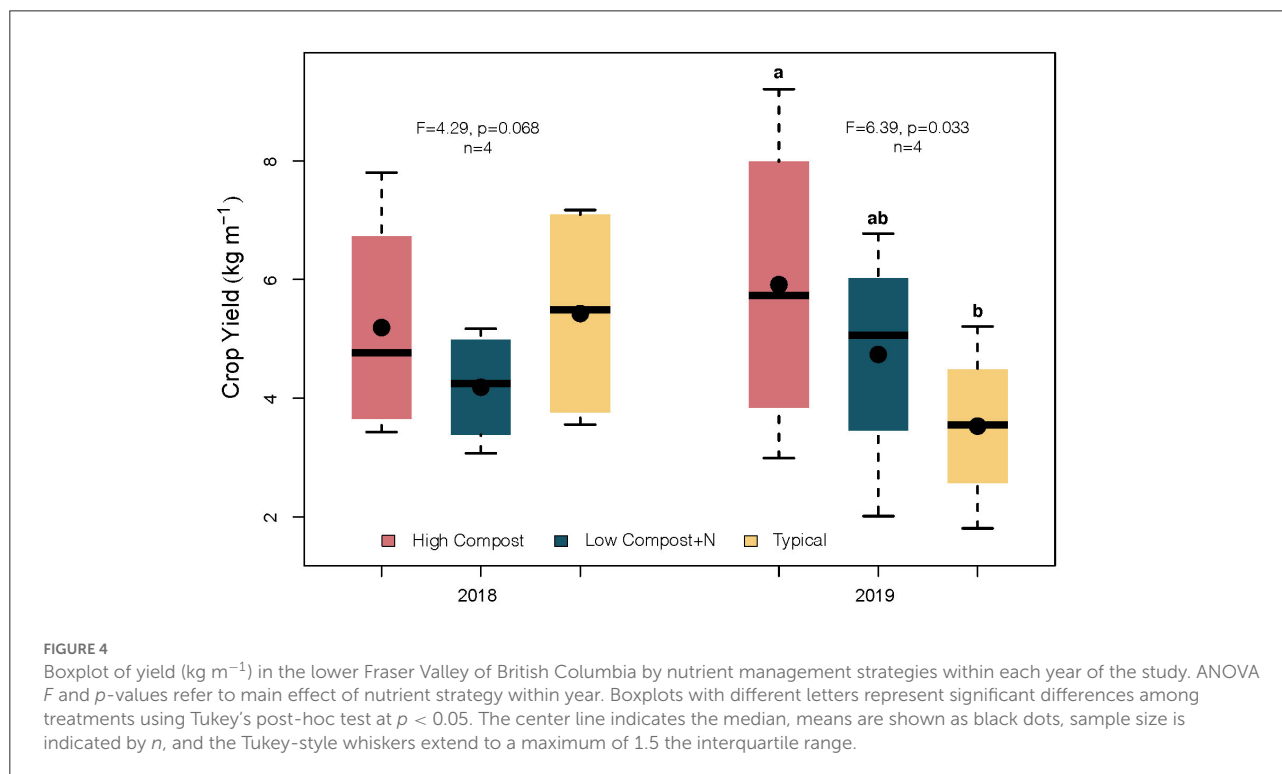 a
F=4.29, p=0.068
n=4
F=6.39, p=0.033
n=4
8
ab
6
b
4
2
Crop Yield (kg m⁻¹)
High Compost Low Compost+N Typical
2018 2019
FIGURE 4
Boxplot of yield (kg m⁻¹) in the lower Fraser Valley of British Columbia by nutrient management strategies within each year of the study. ANOVA
F and p-values refer to main effect of nutrient strategy within year. Boxplots with different letters represent significant differences among
treatments using Tukey's post-hoc test at p < 0.05. The center line indicates the median, means are shown as black dots, sample size is
indicated by n, and the Tukey-style whiskers extend to a maximum of 1.5 the interquartile range.